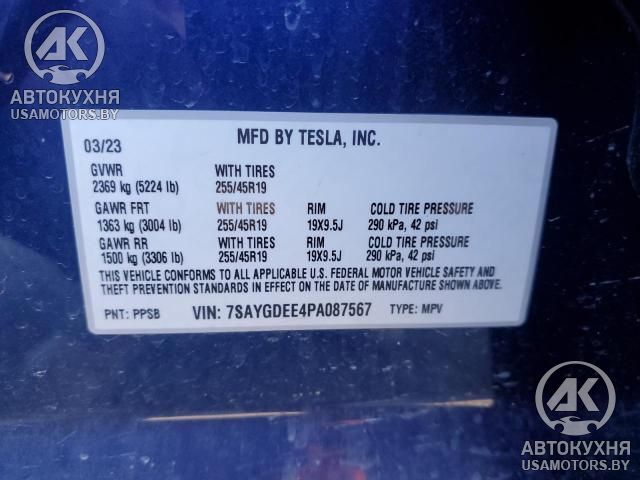 АК
АВТОКУХНЯ
USAMOTORS.BY
03/23
MFD BY TESLA, INC.
GVWR WITH TIRES
2369 kg (5224 lb) 255/45R19
GAWR FRT WITH TIRES RIM COLD TIRE PRESSURE
1363 kg (3004 lb) 255/45R19 19X9.5J 290 kPa, 42 psi
GAWR RR WITH TIRES RIM COLD TIRE PRESSURE
1500 kg (3306 lb) 255/45R19 19X9.5J 290 kPa, 42 psi
THIS VEHICLE CONFORMS TO ALL APPLICABLE U.S. FEDERAL MOTOR VEHICLE SAFETY AND
THEFT PREVENTION STANDARDS IN EFFECT ON THE DATE OF MANUFACTURE SHOWN ABOVE.
PNT: PPSB VIN: 7SAYGDEE4PA087567 TYPE: MPV
АК
АВТОКУХНЯ
USAMOTORS.BY